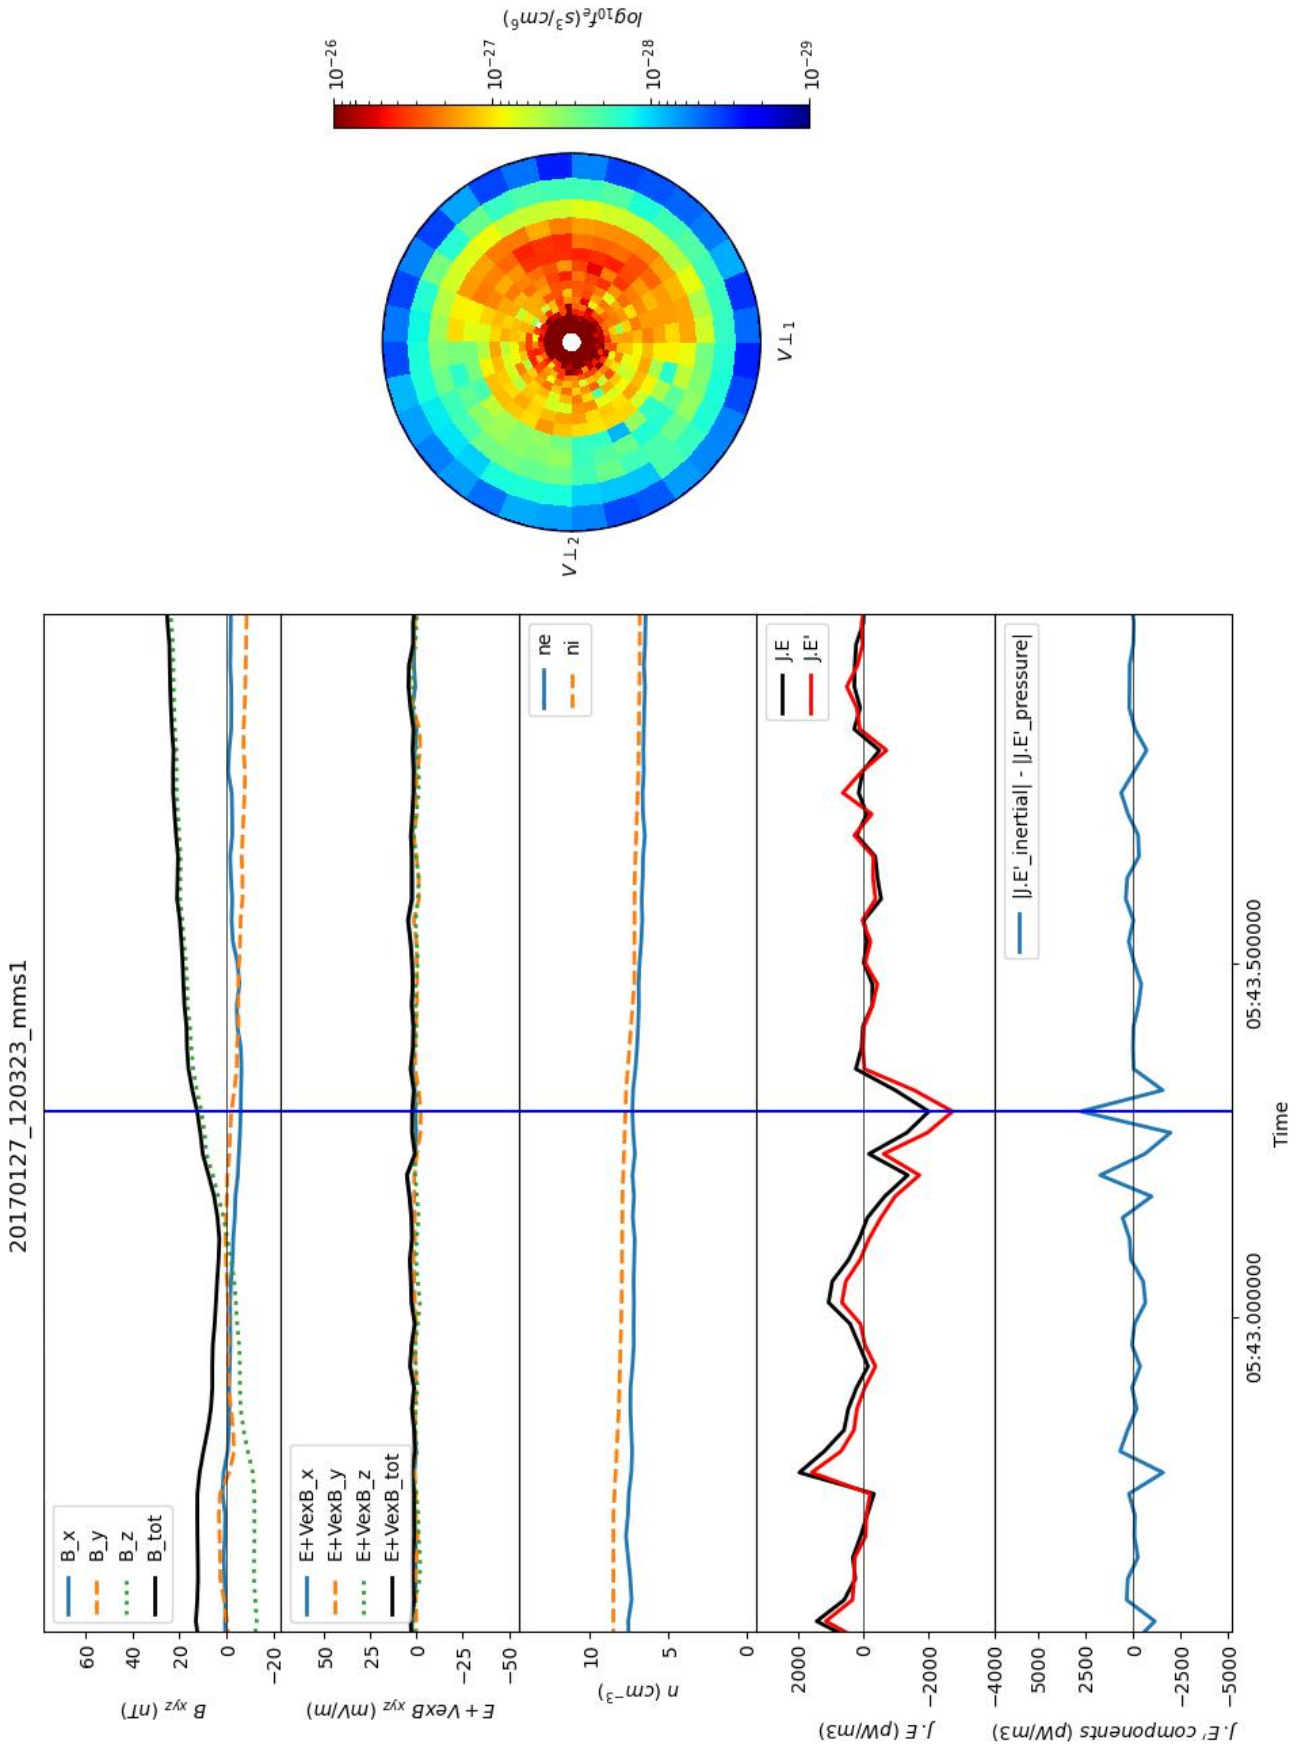 20170127_120323_mms1
60
40
20
0
-20
B xyz (nT)
B_x
B_y
B_z
B_tot
50
25
0
-25
-50
E + VexB xyz (mV/m)
E+VexB_x
E+VexB_y
E+VexB_z
E+VexB_tot
10
5
0
n (cm⁻³)
ne
ni
2000
0
-2000
-4000
J.E (pW/m3)
J.E
J.E'
5000
2500
0
-2500
-5000
J.E' components (pW/m3)
|J.E'_inertial| - |J.E'_pressure|
05:43.000000
05:43.500000
Time
V⊥2
V⊥1
10⁻²⁶
10⁻²⁷
10⁻²⁸
10⁻²⁹
log₁₀fₑ(s³/cm⁶)